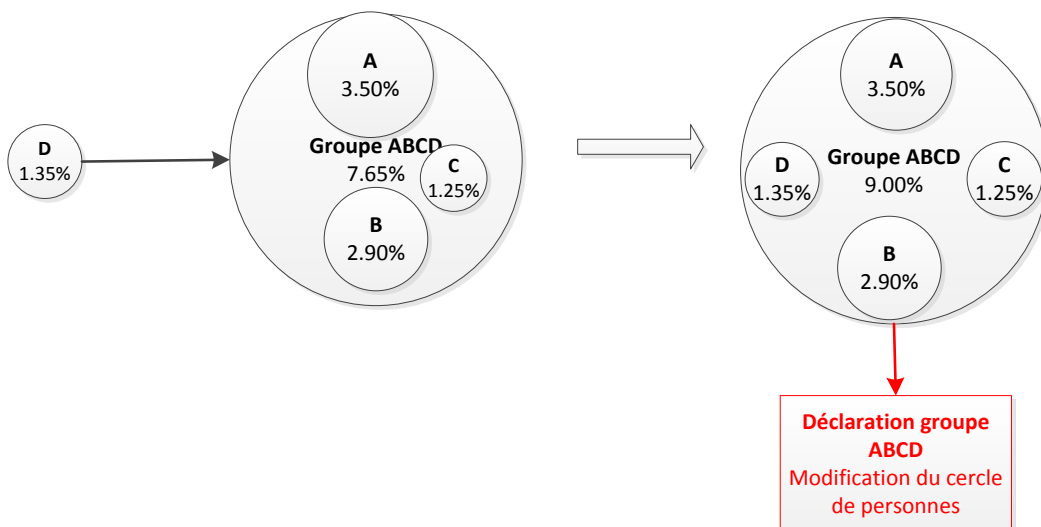 D
1.35%
A
3.50%
Groupe ABCD
7.65%
C
1.25%
B
2.90%
A
3.50%
D
1.35%
Groupe ABCD
9.00%
C
1.25%
B
2.90%
Déclaration groupe
ABCD
Modification du cercle
de personnes